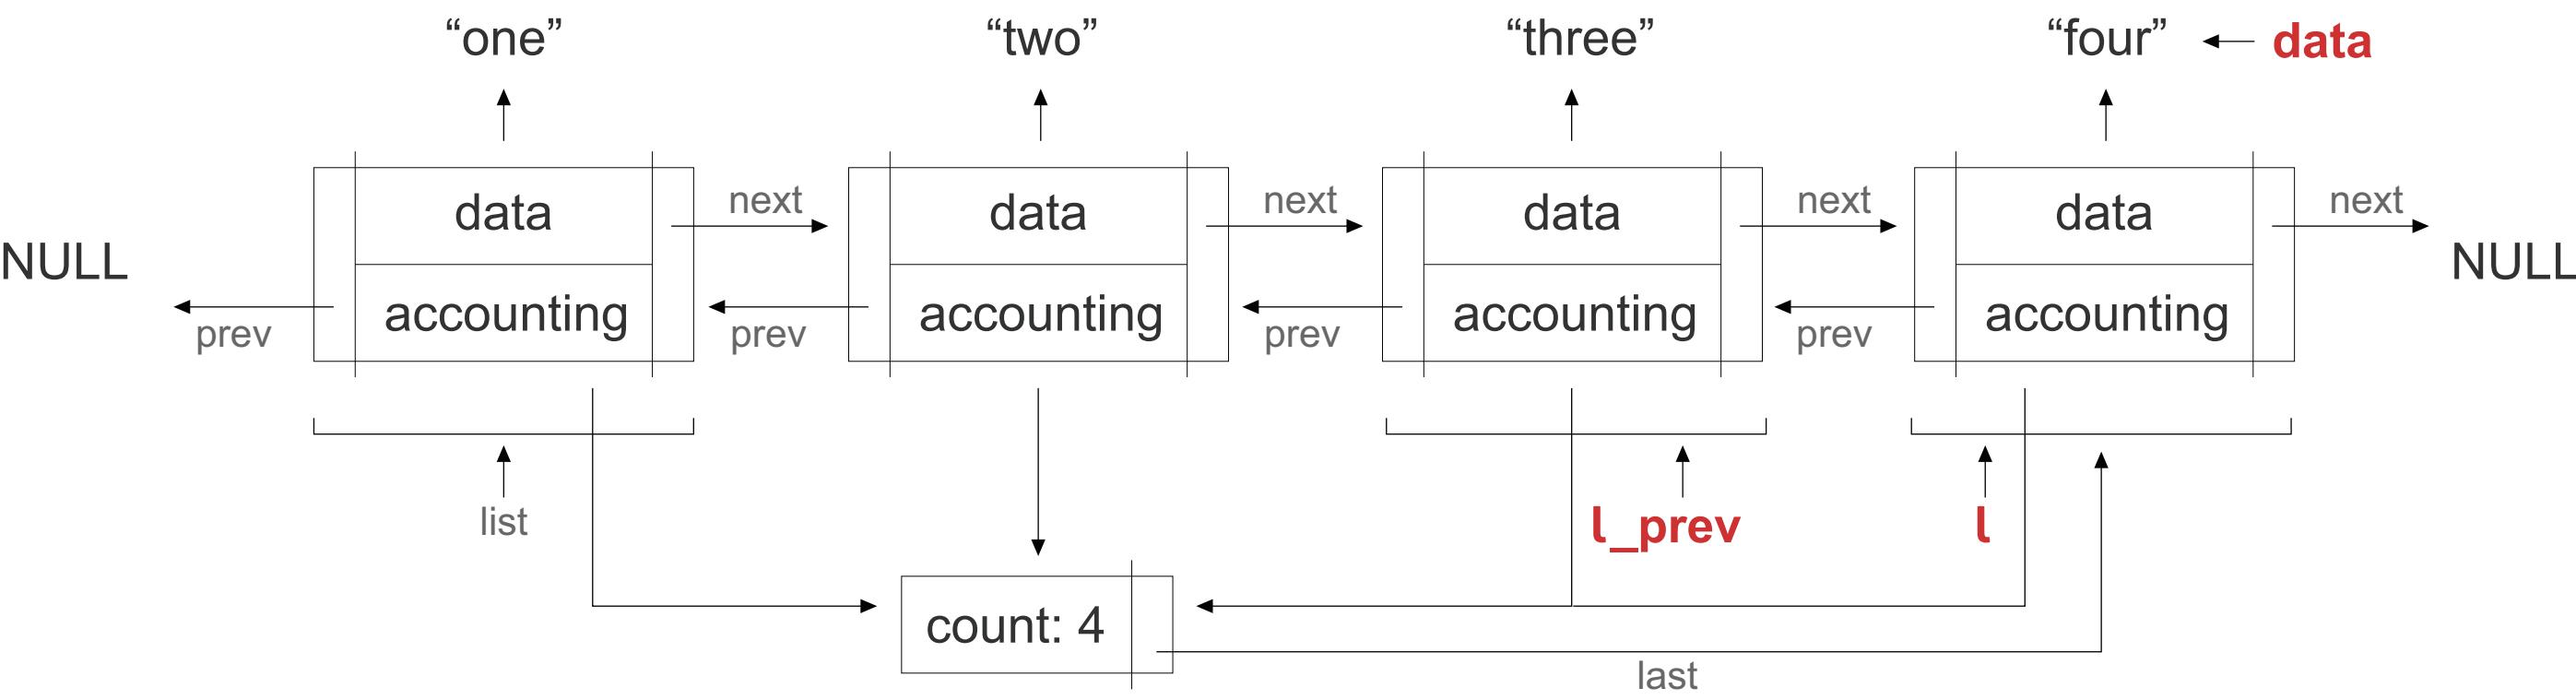 “one” “two” “three” “four” data
next next next next
data data data data
NULL NULL
accounting accounting accounting accounting
prev prev prev prev
list l_prev l
count: 4
last